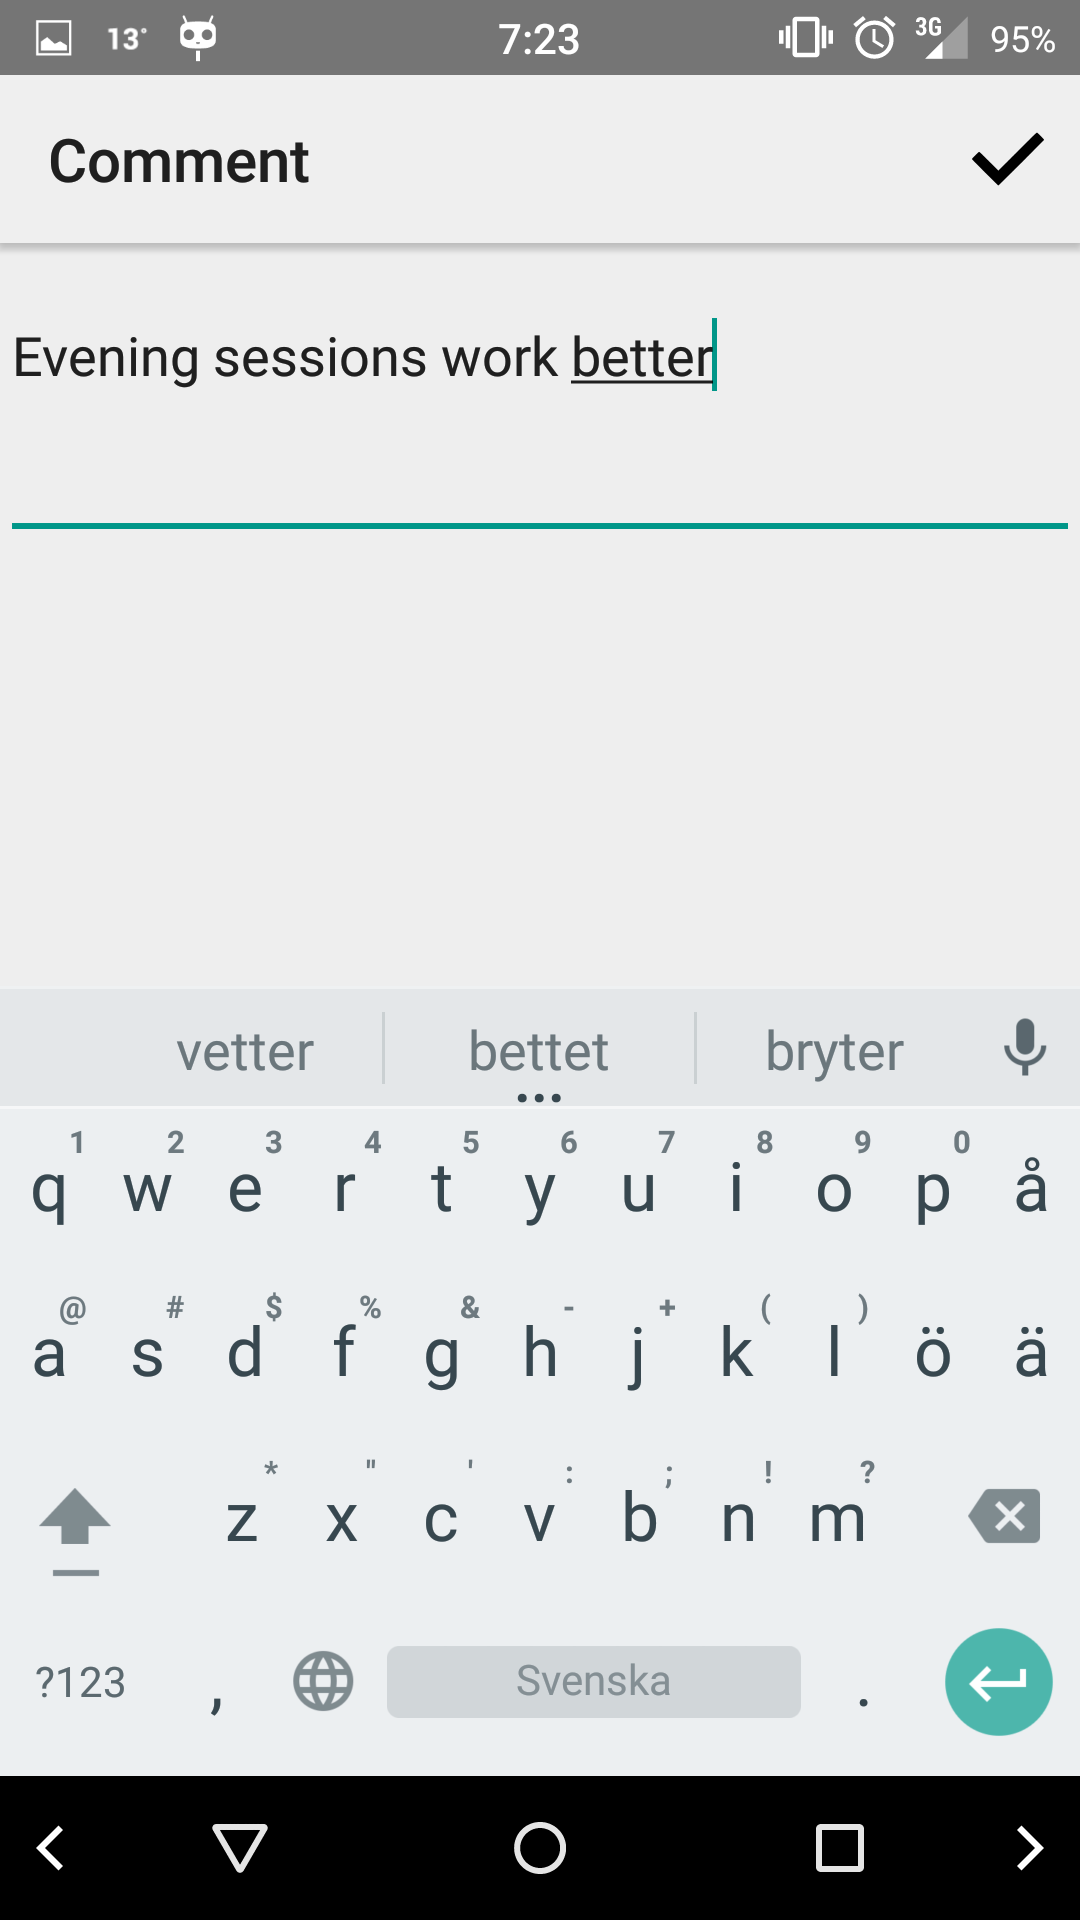 13° 7:23 3G 95%
Comment
Evening sessions work better
vetter bettet bryter
1 2 3 4 5 6 7 8 9 0
q w e r t y u i o p å
@ # $ % & - + ( )
a s d f g h j k l ö ä
* " ' : ; ! ?
z x c v b n m
?123 , Svenska .